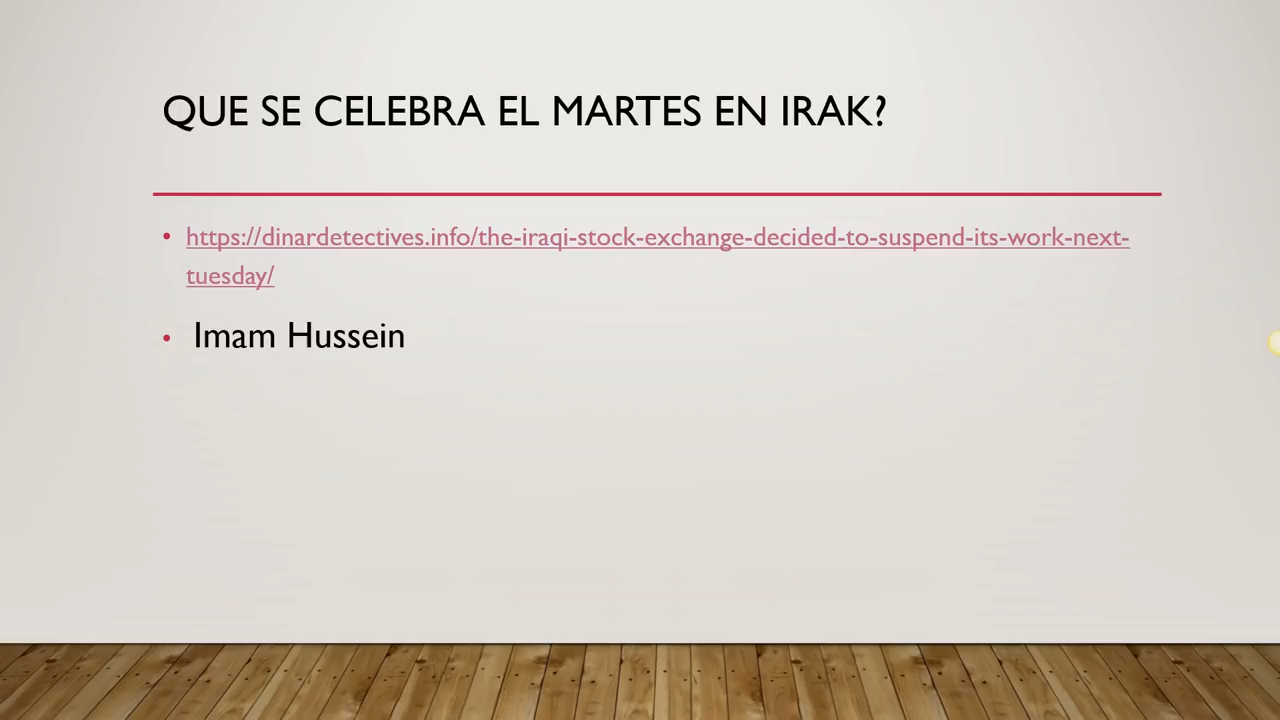 QUE SE CELEBRA EL MARTES EN IRAK?
• https://dinardetectives.info/the-iraqi-stock-exchange-decided-to-suspend-its-work-next-
tuesday/
• Imam Hussein